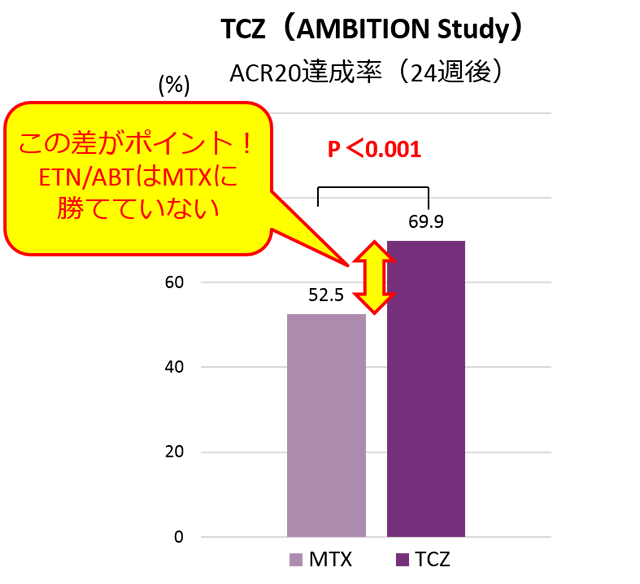 TCZ（AMBITION Study）
ACR20達成率（24週後）
(%)
この差がポイント！
ETN/ABTはMTXに
勝てていない
P＜0.001
69.9
60
52.5
40
20
0
MTX
TCZ